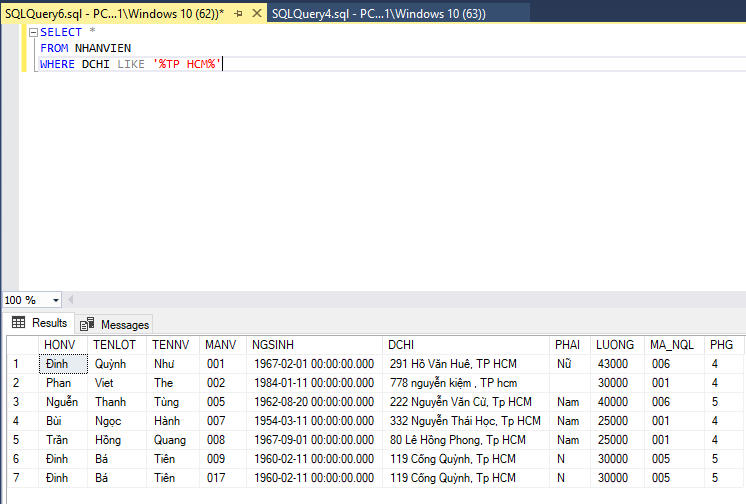 SQLQuery6.sql - PC...1\Windows 10 (62))* SQLQuery4.sql - PC...1\Windows 10 (63))
SELECT *
FROM NHANVIEN
WHERE DCHI LIKE '%TP HCM%'
100 %
Results Messages
HONV TENLOT TENNV MANV NGSINH DCHI PHAI LUONG MA_NQL PHG
1 Đinh Quỳnh Như 001 1967-02-01 00:00:00.000 291 Hồ Văn Huê, TP HCM Nữ 43000 006 4
2 Phan Viet The 002 1984-01-11 00:00:00.000 778 nguyễn kiệm , TP hcm 30000 001 4
3 Nguễn Thanh Tùng 005 1962-08-20 00:00:00.000 222 Nguyễn Văn Cừ, Tp HCM Nam 40000 006 5
4 Bùi Ngọc Hành 007 1954-03-11 00:00:00.000 332 Nguyễn Thái Học, Tp HCM Nam 25000 001 4
5 Trần Hồng Quang 008 1967-09-01 00:00:00.000 80 Lê Hồng Phong, Tp HCM Nam 25000 001 4
6 Đinh Bá Tiên 009 1960-02-11 00:00:00.000 119 Cống Quỳnh, Tp HCM N 30000 005 5
7 Đinh Bá Tiên 017 1960-02-11 00:00:00.000 119 Cống Quỳnh, Tp HCM N 30000 005 5